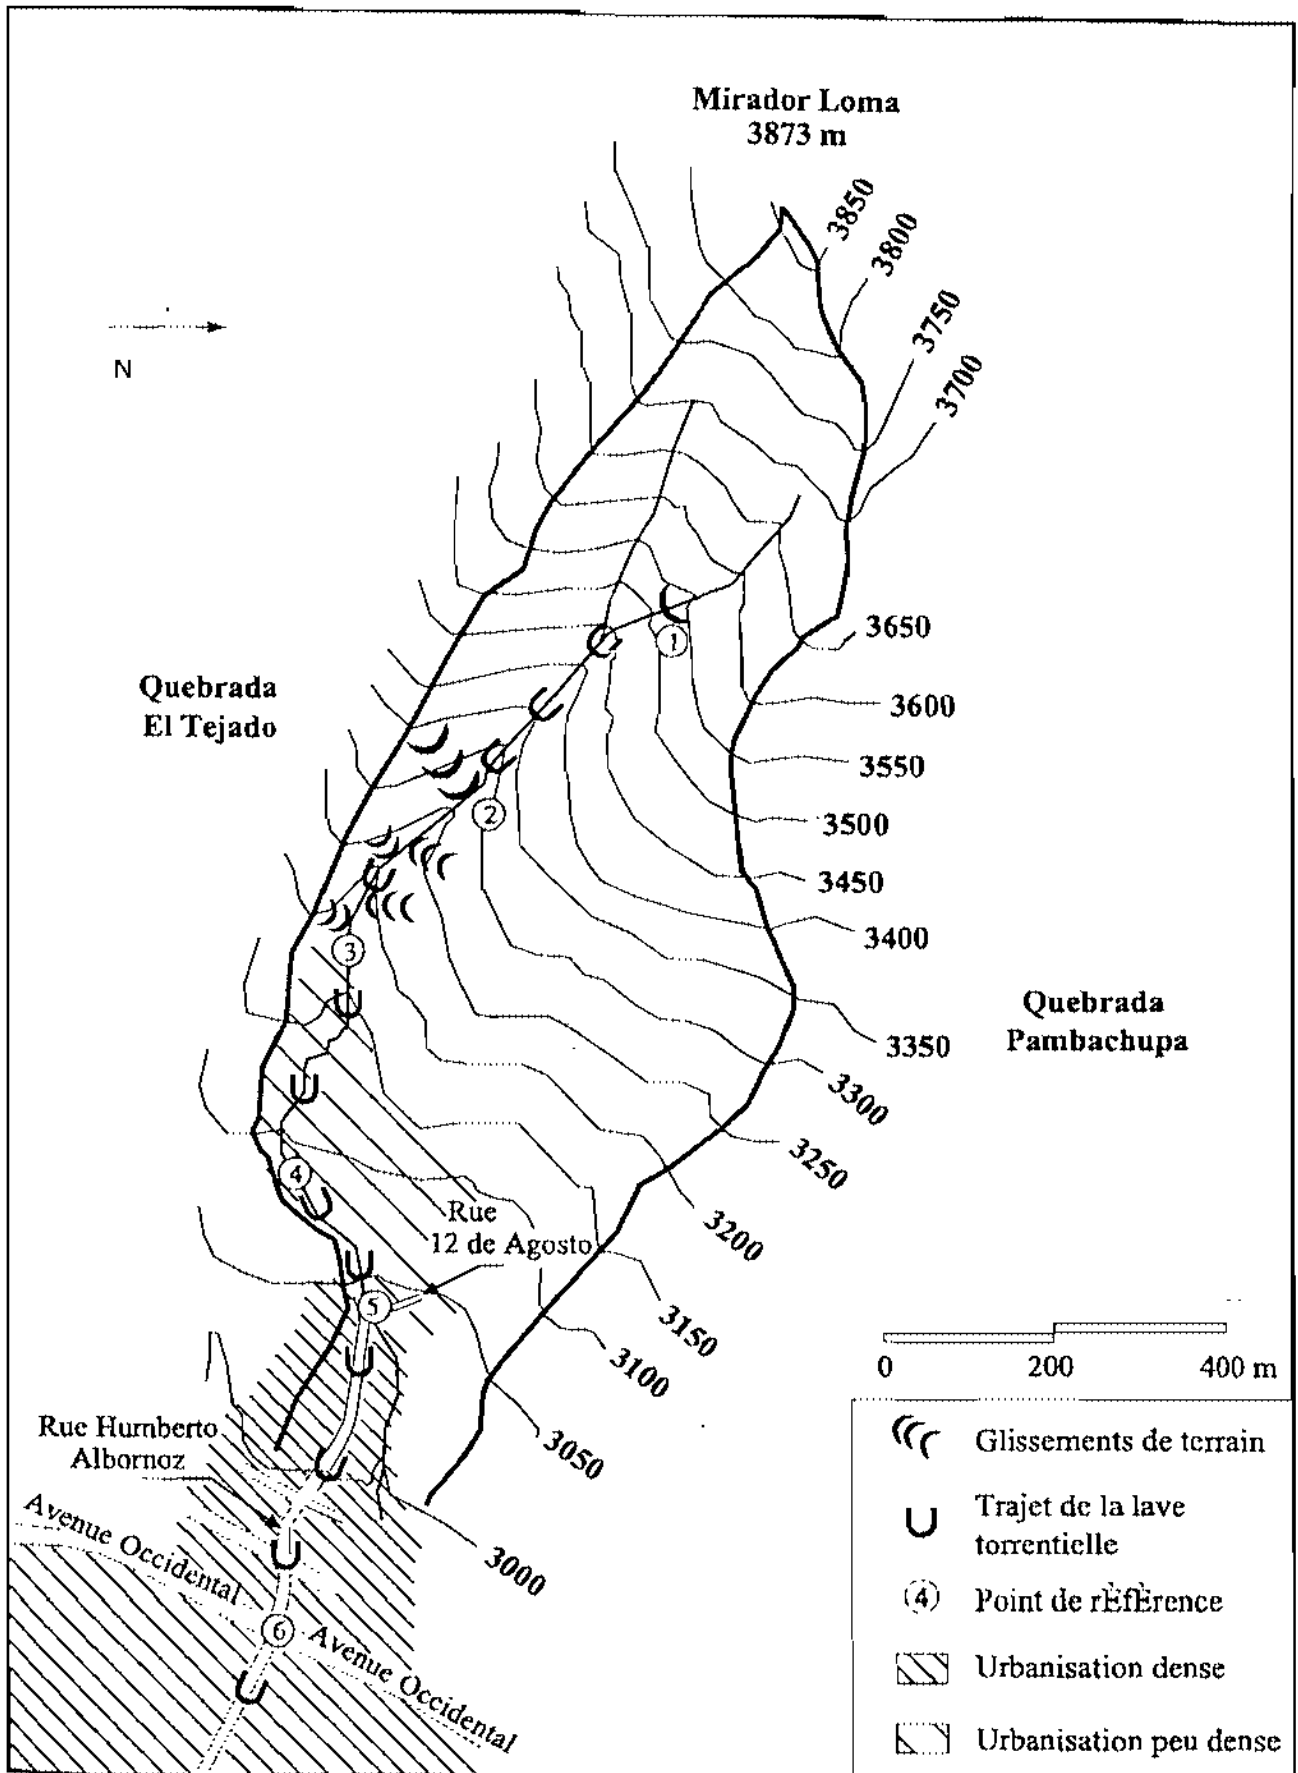 Mirador Loma
3873 m
3850
3800
3750
3700
N
3650
3600
3550
3500
3450
3400
3350
3300
3250
3200
3150
3100
3050
3000
Quebrada
El Tejado
Quebrada
Pambachupa
1
2
3
4
5
6
Rue
12 de Agosto
Rue Humberto
Albornoz
Avenue Occidental
Avenue Occidental
0 200 400 m
Glissements de terrain
Trajet de la lave
torrentielle
4 Point de rÈfÈrence
Urbanisation dense
Urbanisation peu dense